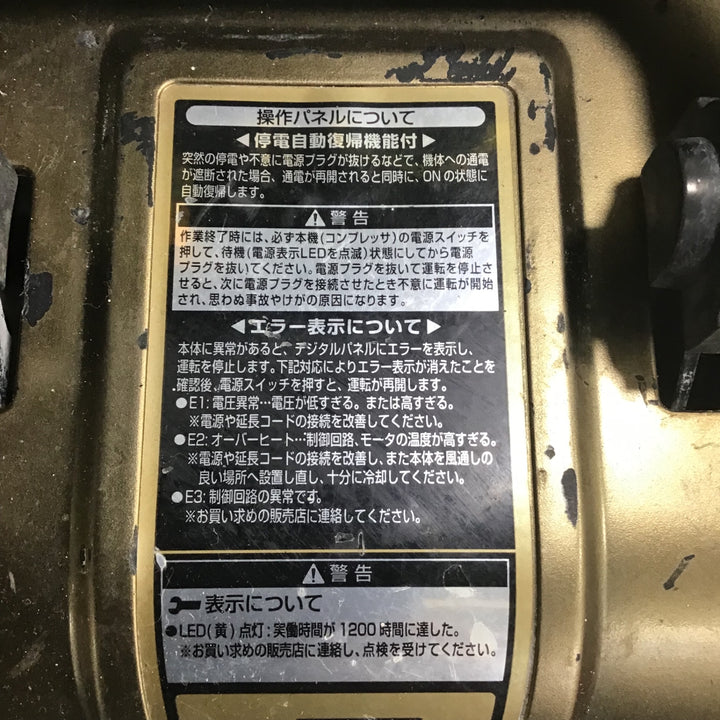 操作パネルについて
◀停電自動復帰機能付▶
突然の停電や不意に電源プラグが抜けるなどで、機体への通電
が遮断された場合、通電が再開されると同時に、ONの状態に
自動復帰します。
⚠警告
作業終了時には、必ず本機(コンプレッサ)の電源スイッチを
押して、待機(電源表示LEDを点滅)状態にしてから電源
プラグを抜いてください。電源プラグを抜いて運転を停止さ
せると、次に電源プラグを接続させたとき不意に運転が開始
され、思わぬ事故やけがの原因になります。
◀エラー表示について▶
本体に異常があると、デジタルパネルにエラーを表示し、
運転を停止します。下記対応によりエラー表示が消えたことを
確認後、電源スイッチを押すと、運転が再開します。
●E1: 電圧異常…電圧が低すぎる。または高すぎる。
※電源や延長コードの接続を改善してください。
●E2: オーバーヒート…制御回路、モータの温度が高すぎる。
※電源や延長コードの接続を改善し、また本体を風通しの
良い場所へ設置し直し、十分に冷却してください。
●E3: 制御回路の異常です。
※お買い求めの販売店に連絡してください。
⚠警告
表示について
●LED(黄)点灯: 実働時間が1200時間に達した。
※お買い求めの販売店に連絡し、点検を受けてください。